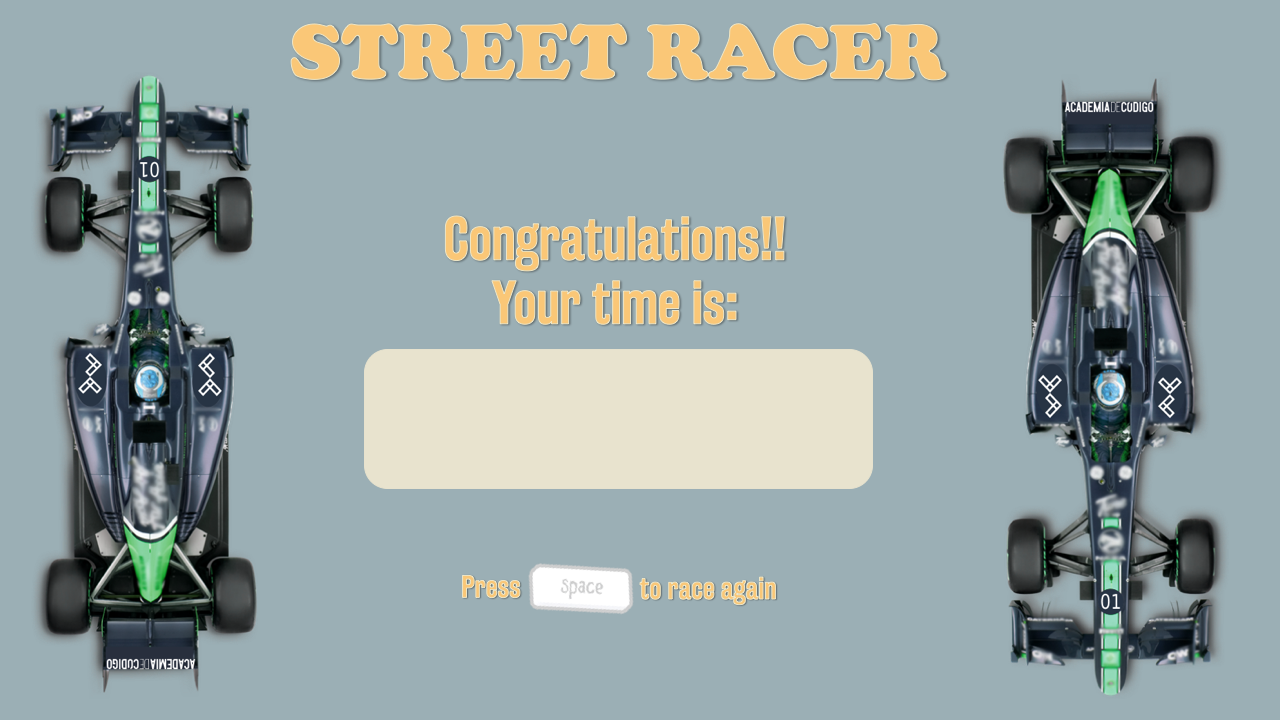 STREET RACER
ACADEMIADECODIGO
01
Congratulations!!
Your time is:
Press space to race again
01
ACADEMIADECODIGO